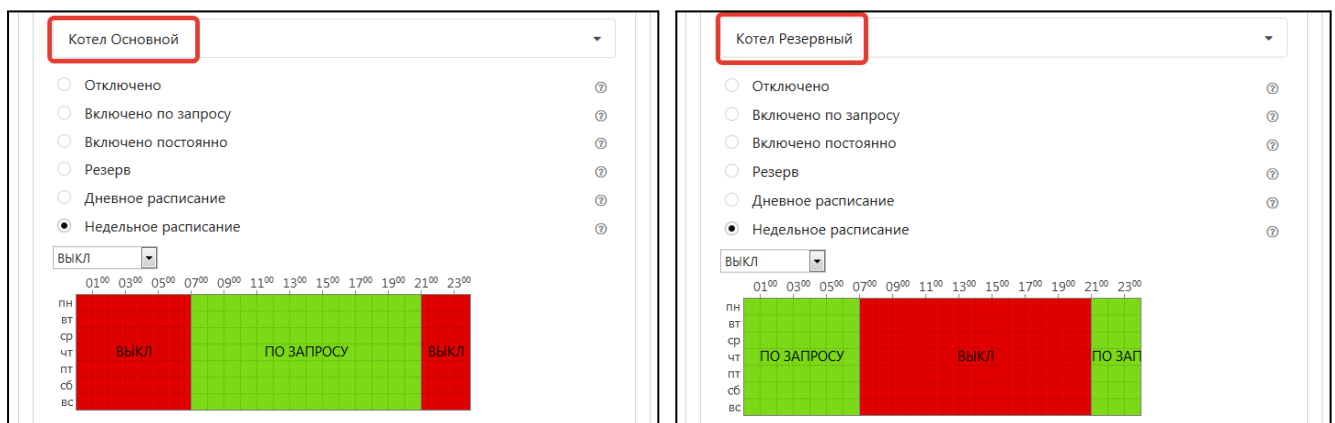 Котел Основной
Отключено
Включено по запросу
Включено постоянно
Резерв
Дневное расписание
Недельное расписание
ВЫКЛ
01⁰⁰ 03⁰⁰ 05⁰⁰ 07⁰⁰ 09⁰⁰ 11⁰⁰ 13⁰⁰ 15⁰⁰ 17⁰⁰ 19⁰⁰ 21⁰⁰ 23⁰⁰
пн
вт
ср
чт ВЫКЛ ПО ЗАПРОСУ ВЫКЛ
пт
сб
вс
Котел Резервный
Отключено
Включено по запросу
Включено постоянно
Резерв
Дневное расписание
Недельное расписание
ВЫКЛ
01⁰⁰ 03⁰⁰ 05⁰⁰ 07⁰⁰ 09⁰⁰ 11⁰⁰ 13⁰⁰ 15⁰⁰ 17⁰⁰ 19⁰⁰ 21⁰⁰ 23⁰⁰
пн
вт
ср
чт ПО ЗАПРОСУ ВЫКЛ ПО ЗАП
пт
сб
вс